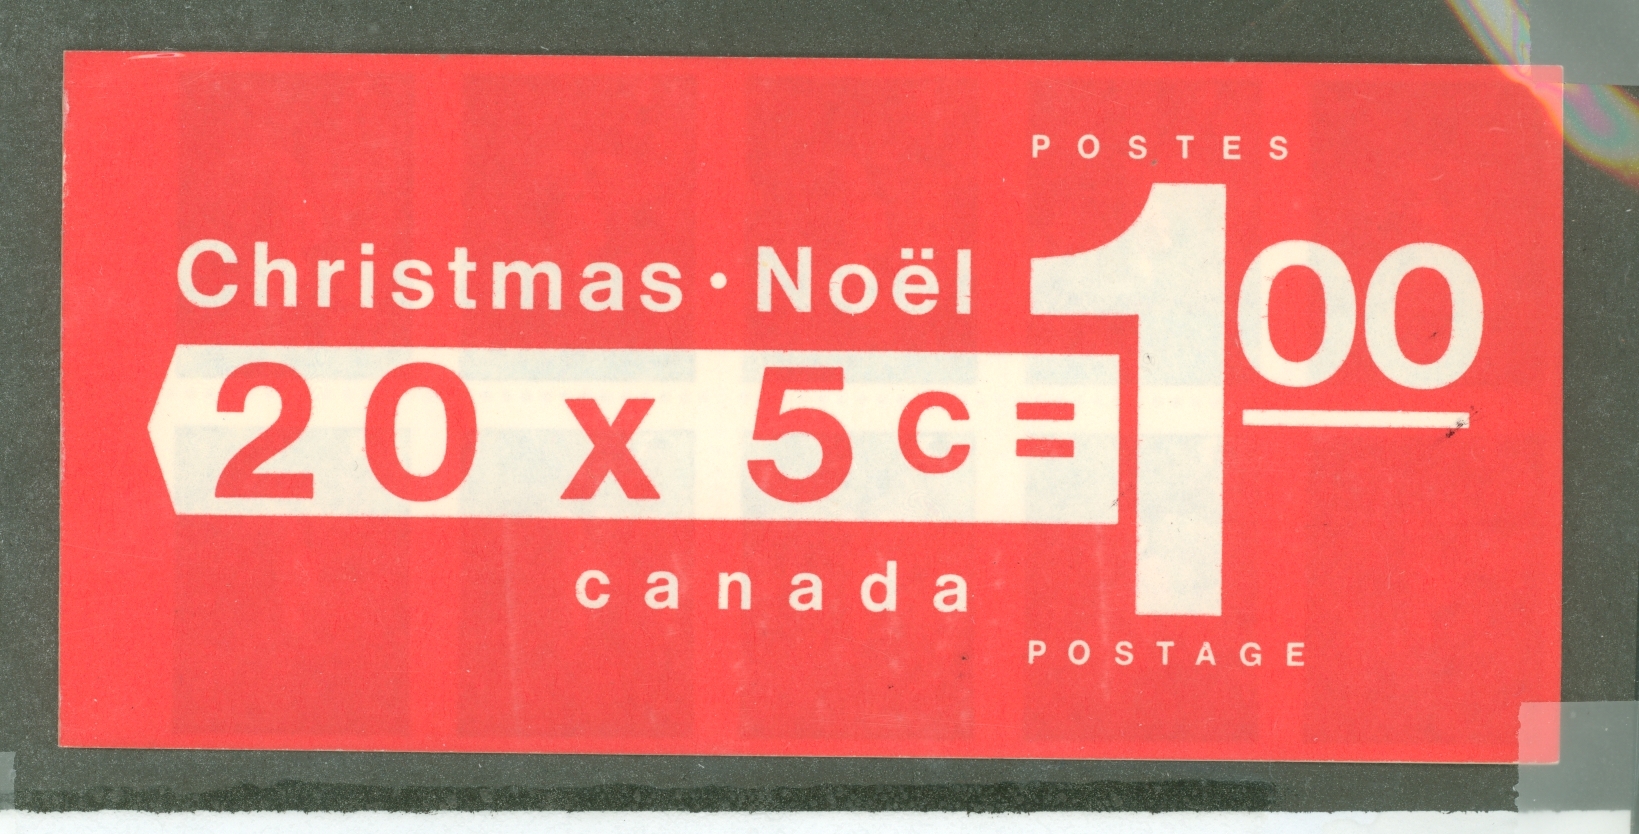 POSTES
Christmas · Noël
20 x 5c = 1 00
canada
POSTAGE